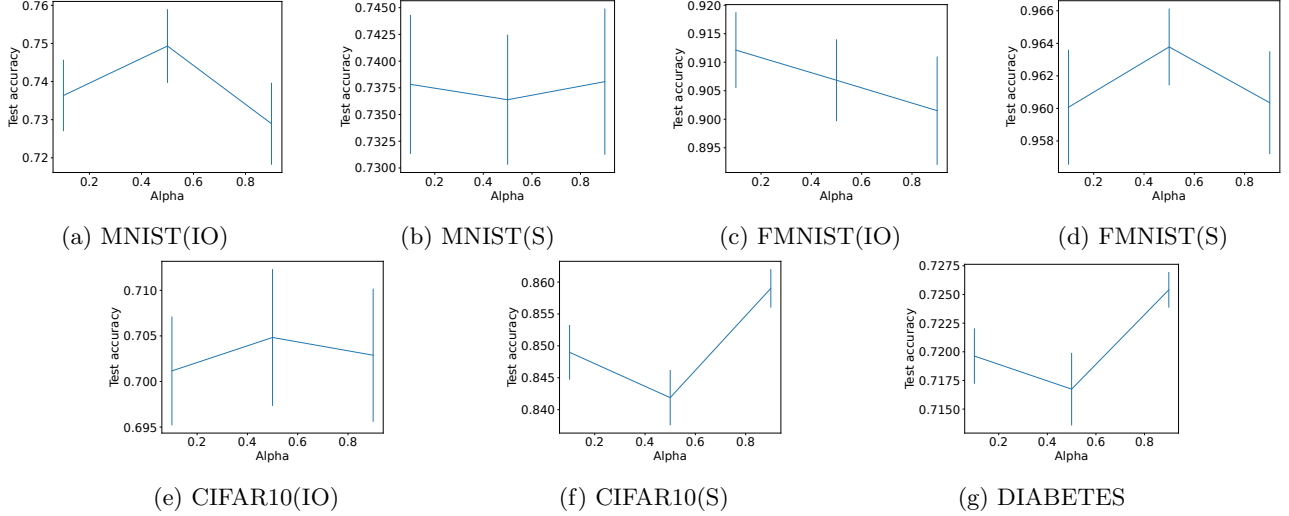 0.76
0.75
0.74
0.73
0.72
Test accuracy
0.2 0.4 0.6 0.8
Alpha
(a) MNIST(IO)
0.7450
0.7425
0.7400
0.7375
0.7350
0.7325
0.7300
Test accuracy
0.2 0.4 0.6 0.8
Alpha
(b) MNIST(S)
0.920
0.915
0.910
0.905
0.900
0.895
Test accuracy
0.2 0.4 0.6 0.8
Alpha
(c) FMNIST(IO)
0.966
0.964
0.962
0.960
0.958
Test accuracy
0.2 0.4 0.6 0.8
Alpha
(d) FMNIST(S)
0.710
0.705
0.700
0.695
Test accuracy
0.2 0.4 0.6 0.8
Alpha
(e) CIFAR10(IO)
0.860
0.855
0.850
0.845
0.840
Test accuracy
0.2 0.4 0.6 0.8
Alpha
(f) CIFAR10(S)
0.7275
0.7250
0.7225
0.7200
0.7175
0.7150
Test accuracy
0.2 0.4 0.6 0.8
Alpha
(g) DIABETES